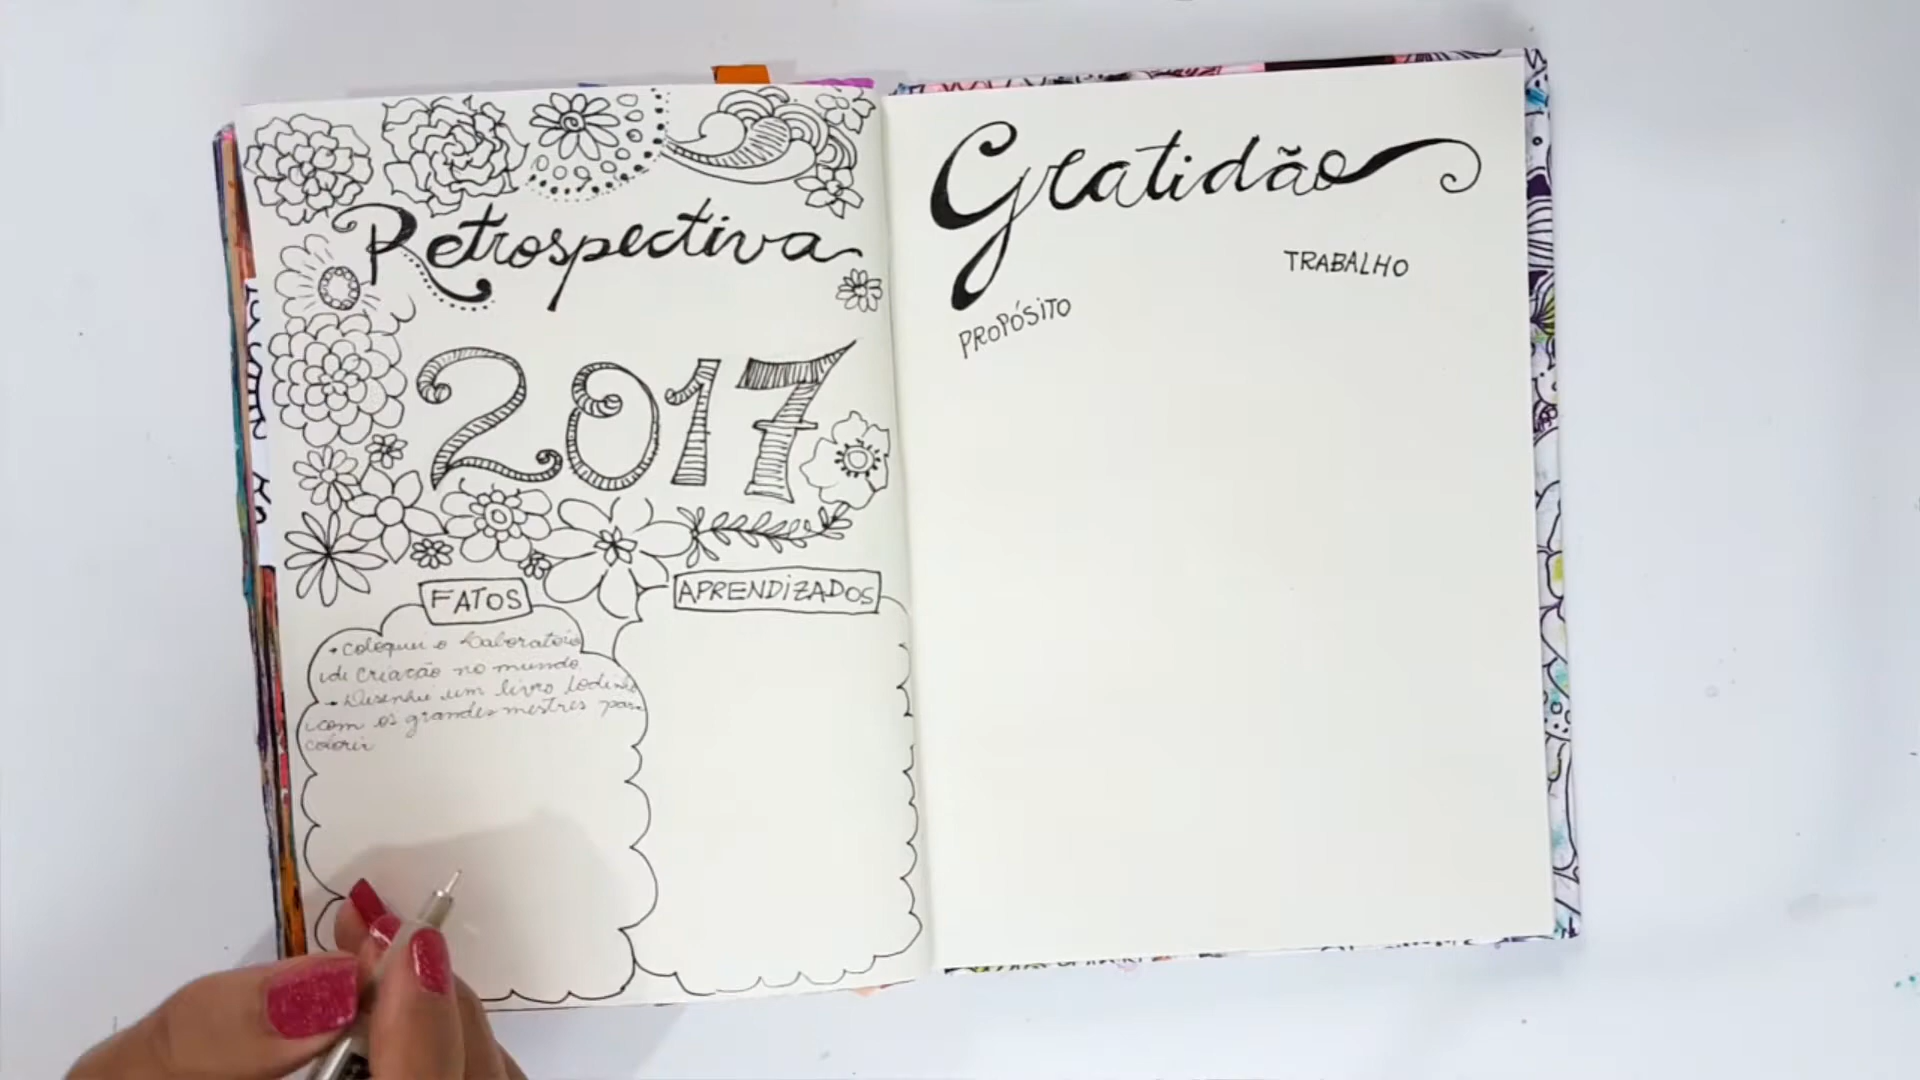 Retrospectiva
2017
FATOS
APRENDIZADOS
→ coloquei o Laboratório
de Criação no mundo
→ Desenhei um livro todinho
com os grandes mestres para
colorir
Gratidão
TRABALHO
PROPÓSITO